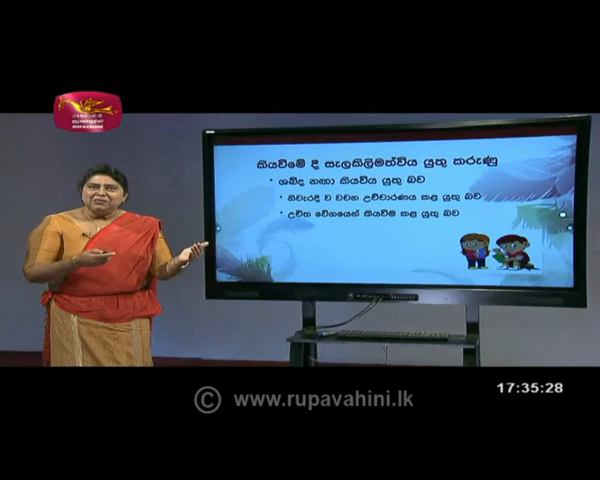 RUPAVAHINI
කියවීමේ දී සැලකිලිමත්විය යුතු කරුණු
• ශබ්ද නඟා කියවිය යුතු බව
• නිවැරදි ව වචන උච්චාරණය කළ යුතු බව
• උචිත වේගයෙන් කියවීම කළ යුතු බව
17:35:28
© www.rupavahini.lk